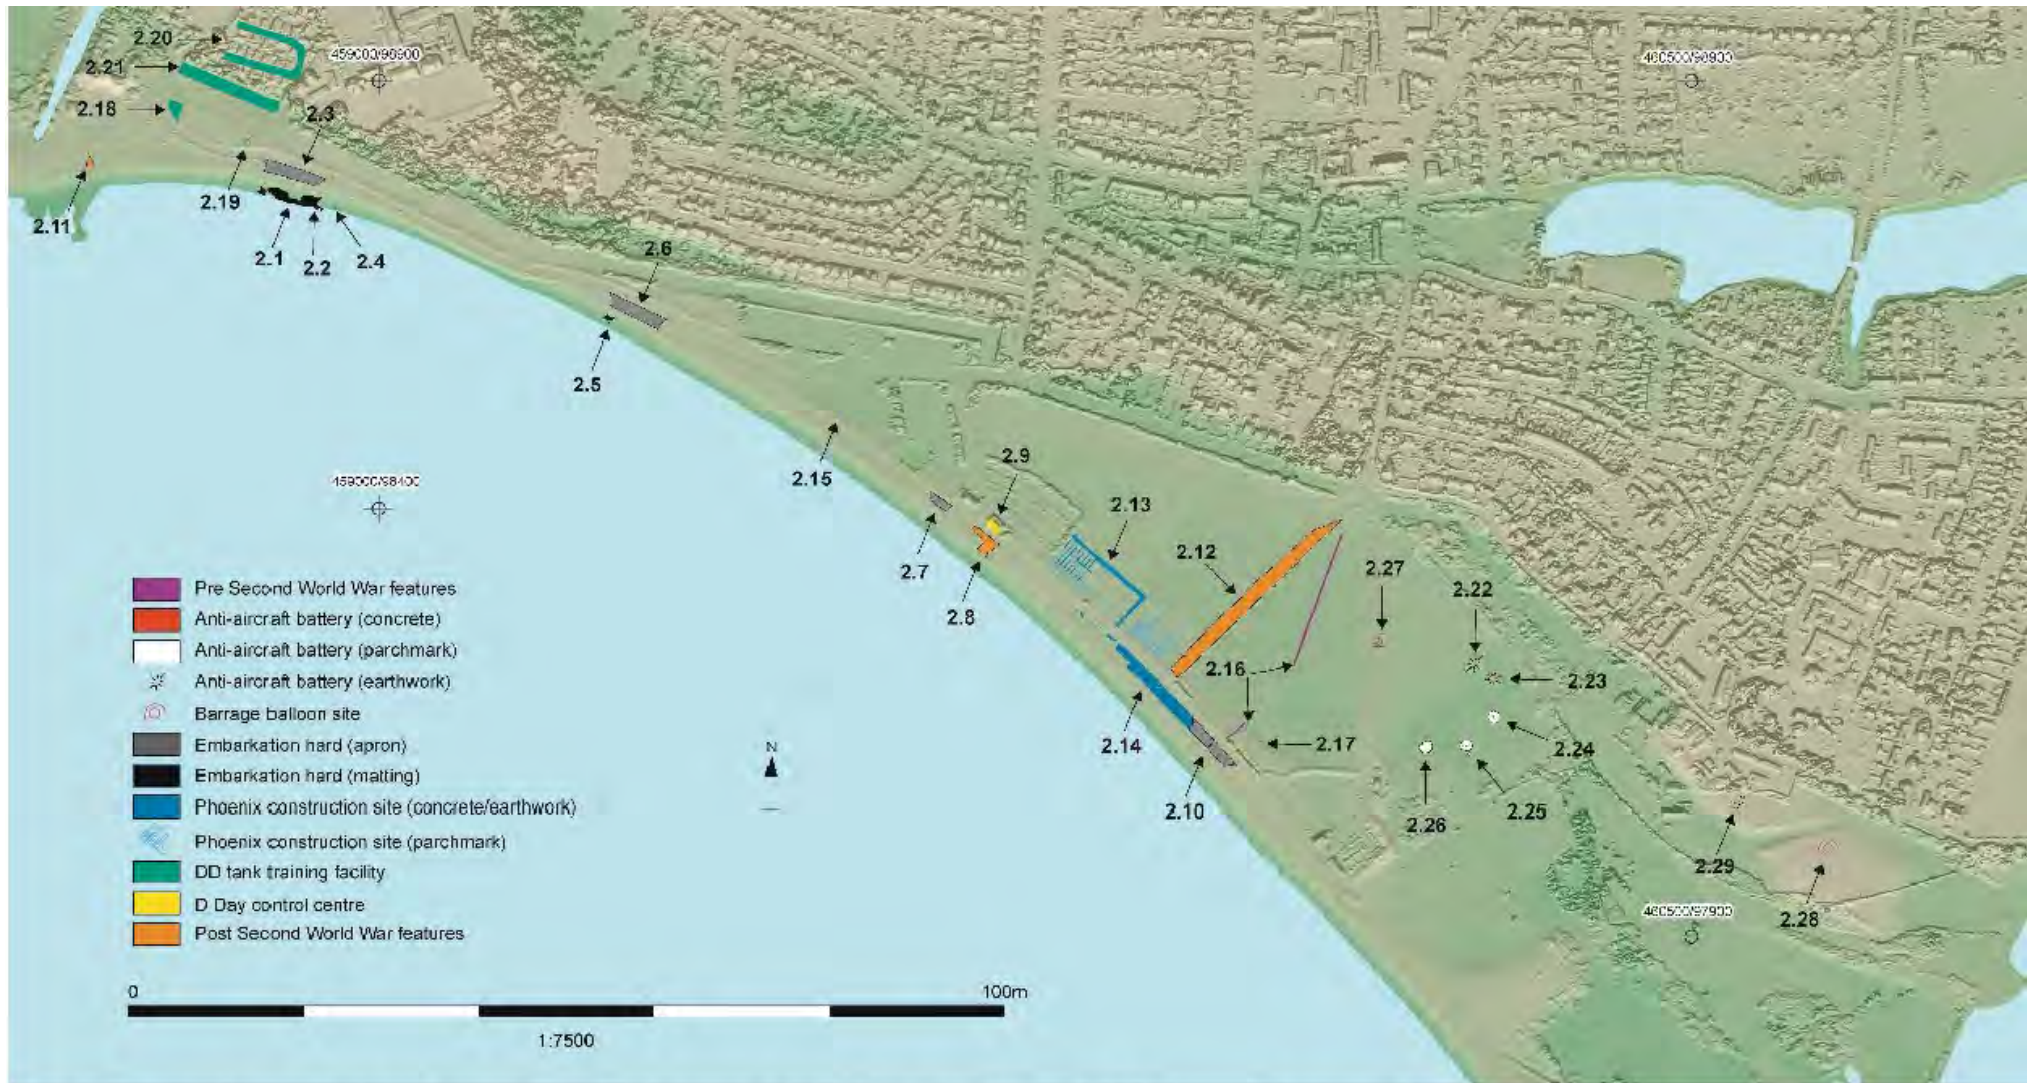 2.20
459000/98900
460500/98900
2.21
2.18
2.3
2.19
2.11
2.1
2.2
2.4
2.6
2.5
2.15
2.9
459000/98400
2.13
2.12
2.7
2.27
2.22
2.8
2.16
2.23
2.14
2.17
2.24
2.10
2.26
2.25
2.29
2.28
460500/97900
Pre Second World War features
Anti-aircraft battery (concrete)
Anti-aircraft battery (parchmark)
Anti-aircraft battery (earthwork)
Barrage balloon site
Embarkation hard (apron)
Embarkation hard (matting)
Phoenix construction site (concrete/earthwork)
Phoenix construction site (parchmark)
DD tank training facility
D Day control centre
Post Second World War features
N
0
100m
1:7500